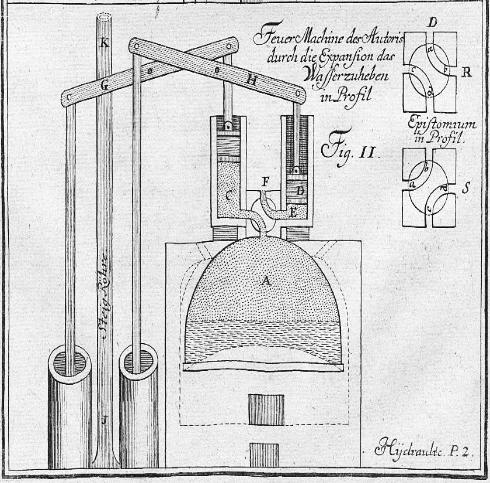 Feuer Machine des Autoris
durch die Expansion das
Wasser zuheben
in Profil
Fig. II.
D
a
R
b
Epistomium
in Profil.
b
a
d
c
S
K
G
H
C
F
D
E
A
Steig-Röhre
J
Hÿdraulic. P. 2.